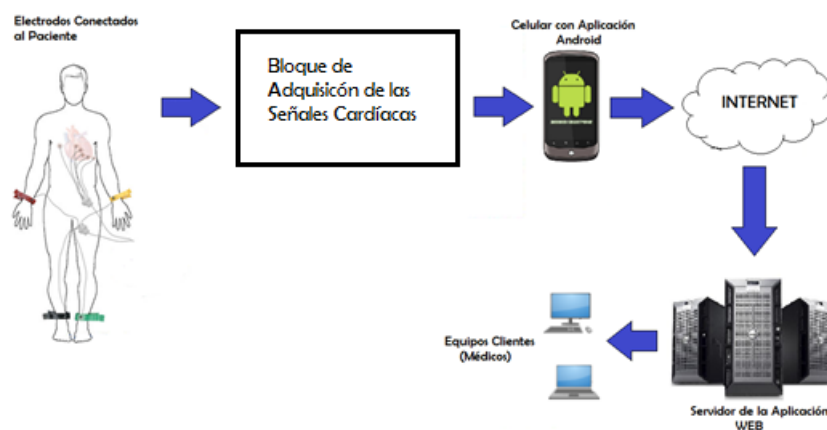 Electrodos Conectados
al Paciente
Bloque de
Adquisicón de las
Señales Cardíacas
Celular con Aplicación
Android
INTERNET
Equipos Clientes
(Médicos)
Servidor de la Aplicación
WEB